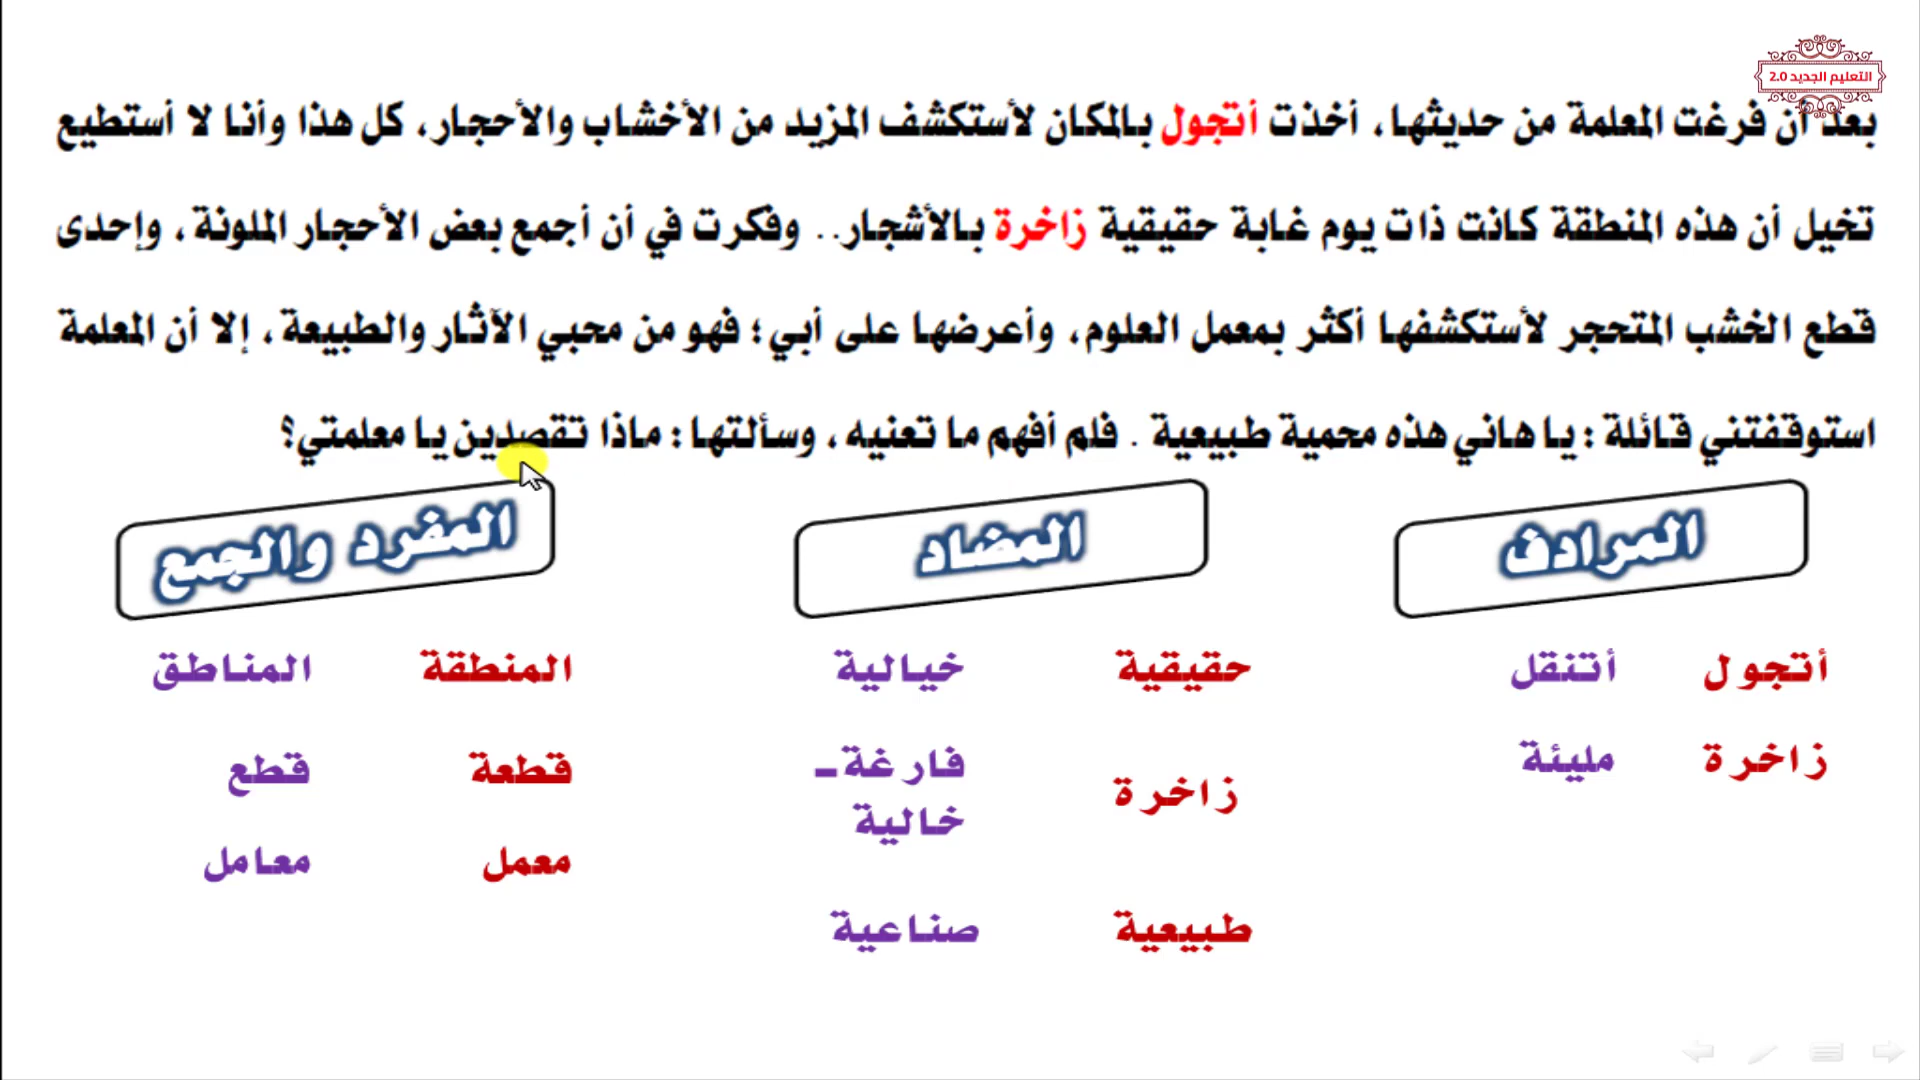 التعليم الجديد 2.0
بعد أن فرغت المعلمة من حديثها، أخذت أتجول بالمكان لأستكشف المزيد من الأخشاب والأحجار، كل هذا وأنا لا أستطيع
تخيل أن هذه المنطقة كانت ذات يوم غابة حقيقية زاخرة بالأشجار.. وفكرت في أن أجمع بعض الأحجار الملونة، وإحدى
قطع الخشب المتحجر لأستكشفها أكثر بمعمل العلوم، وأعرضها على أبي؛ فهو من محبي الآثار والطبيعة، إلا أن المعلمة
استوقفتني قائلة : يا هاني هذه محمية طبيعية . فلم أفهم ما تعنيه، وسألتها : ماذا تقصدين يا معلمتي؟
المرادف
أتجول أتنقل
زاخرة مليئة
المضاد
حقيقية خيالية
زاخرة فارغة-
خالية
طبيعية صناعية
المفرد والجمع
المنطقة المناطق
قطعة قطع
معمل معامل